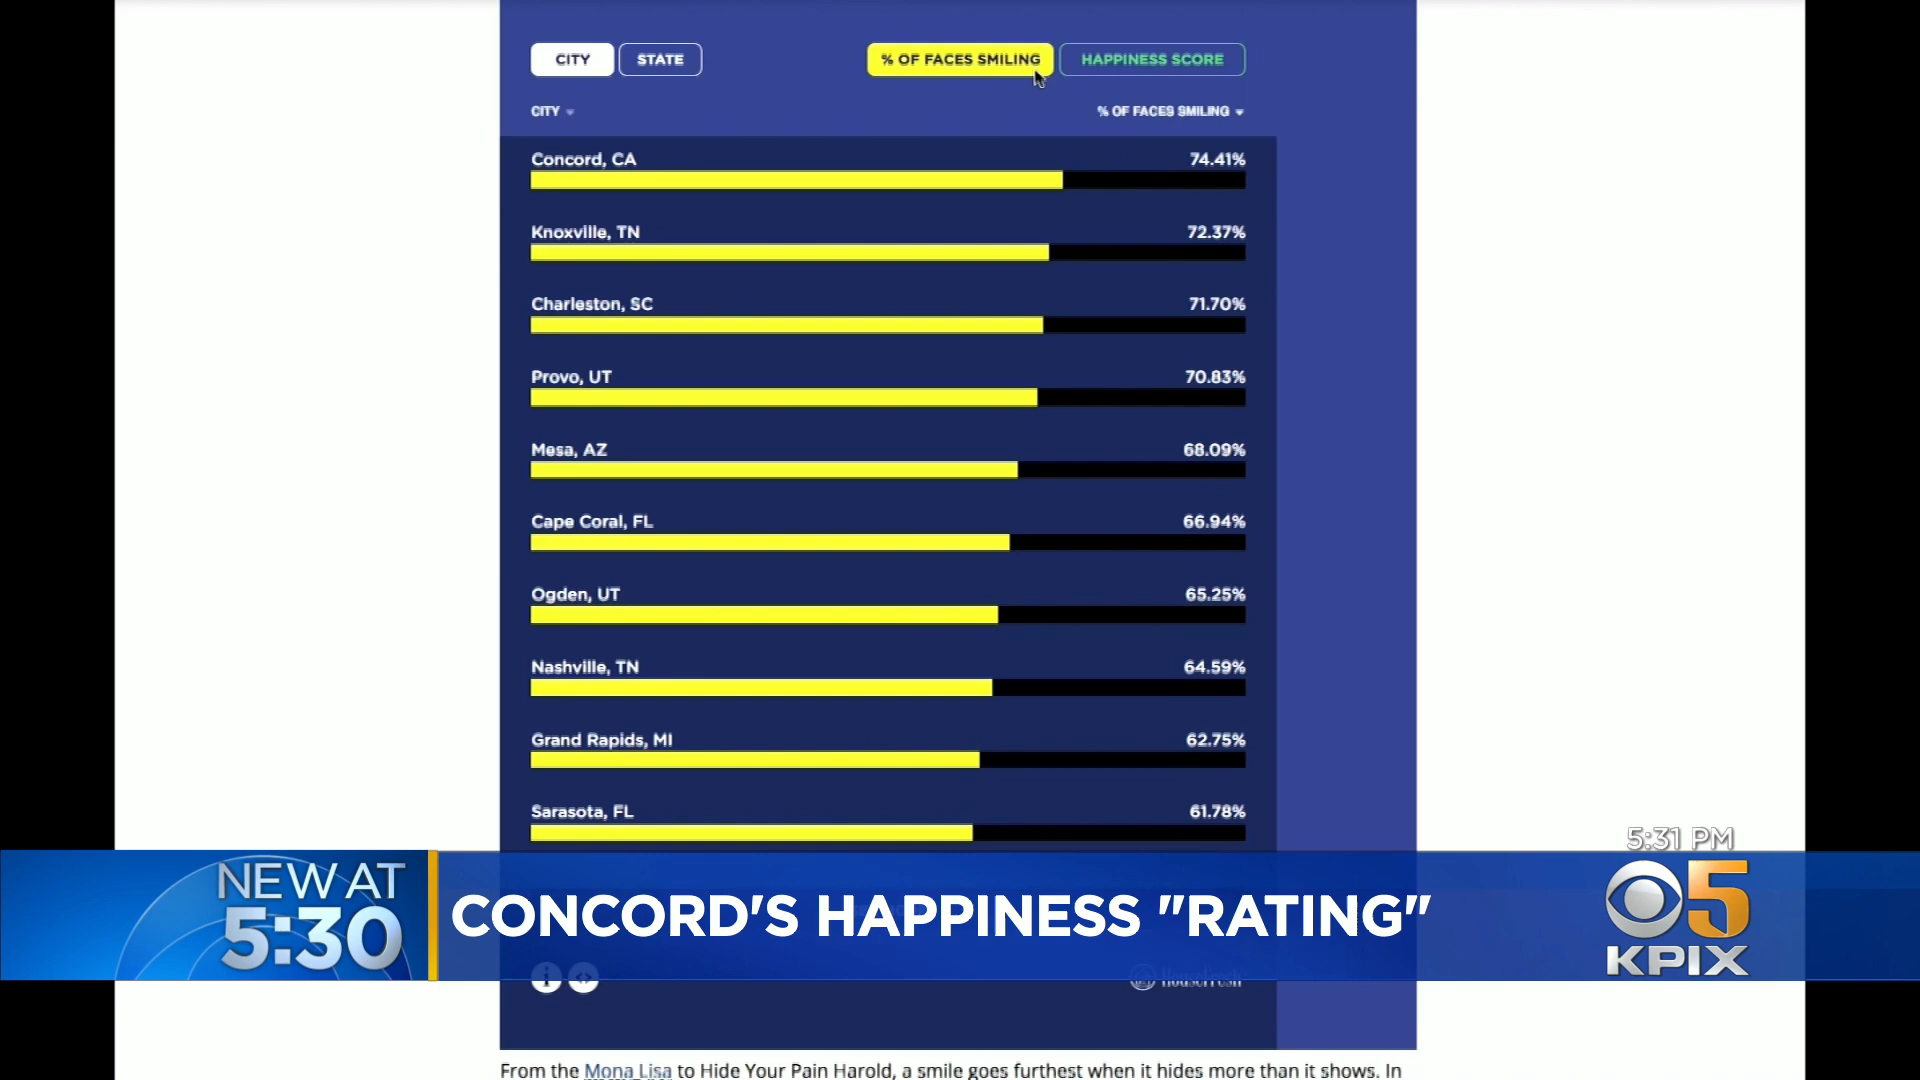 CITY STATE % OF FACES SMILING HAPPINESS SCORE
CITY % OF FACES SMILING
Concord, CA 74.41%
Knoxville, TN 72.37%
Charleston, SC 71.70%
Provo, UT 70.83%
Mesa, AZ 68.09%
Cape Coral, FL 66.94%
Ogden, UT 65.25%
Nashville, TN 64.59%
Grand Rapids, MI 62.75%
Sarasota, FL 61.78%
5:31 PM
NEW AT
5:30
CONCORD'S HAPPINESS "RATING"
5
KPIX
HouseFresh
From the Mona Lisa to Hide Your Pain Harold, a smile goes furthest when it hides more than it shows. In